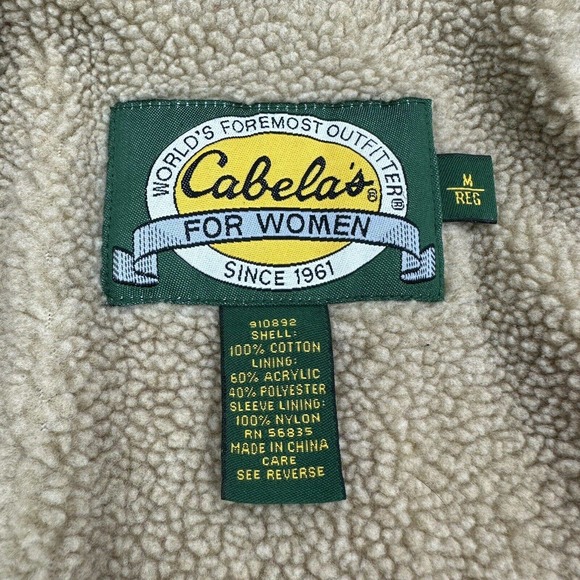 WORLD'S FOREMOST OUTFITTER®
Cabela's®
FOR WOMEN
SINCE 1961
M
REG
910892
SHELL:
100% COTTON
LINING:
60% ACRYLIC
40% POLYESTER
SLEEVE LINING:
100% NYLON
RN 56835
MADE IN CHINA
CARE
SEE REVERSE